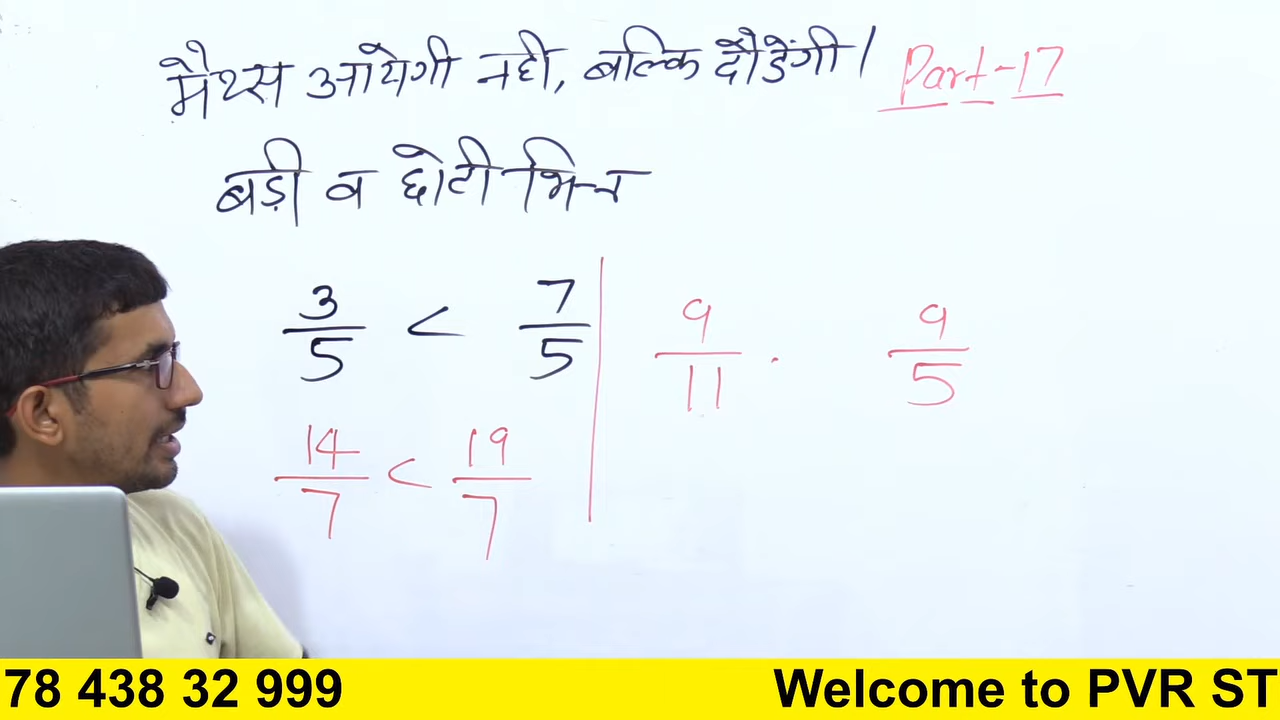 मैथ्स आयेगी नही, बल्कि दौडेंगी। Part-17
बड़ी व छोटी भिन्न
3/5 < 7/5
14/7 < 19/7
9/11 . 9/5
78 438 32 999 Welcome to PVR ST